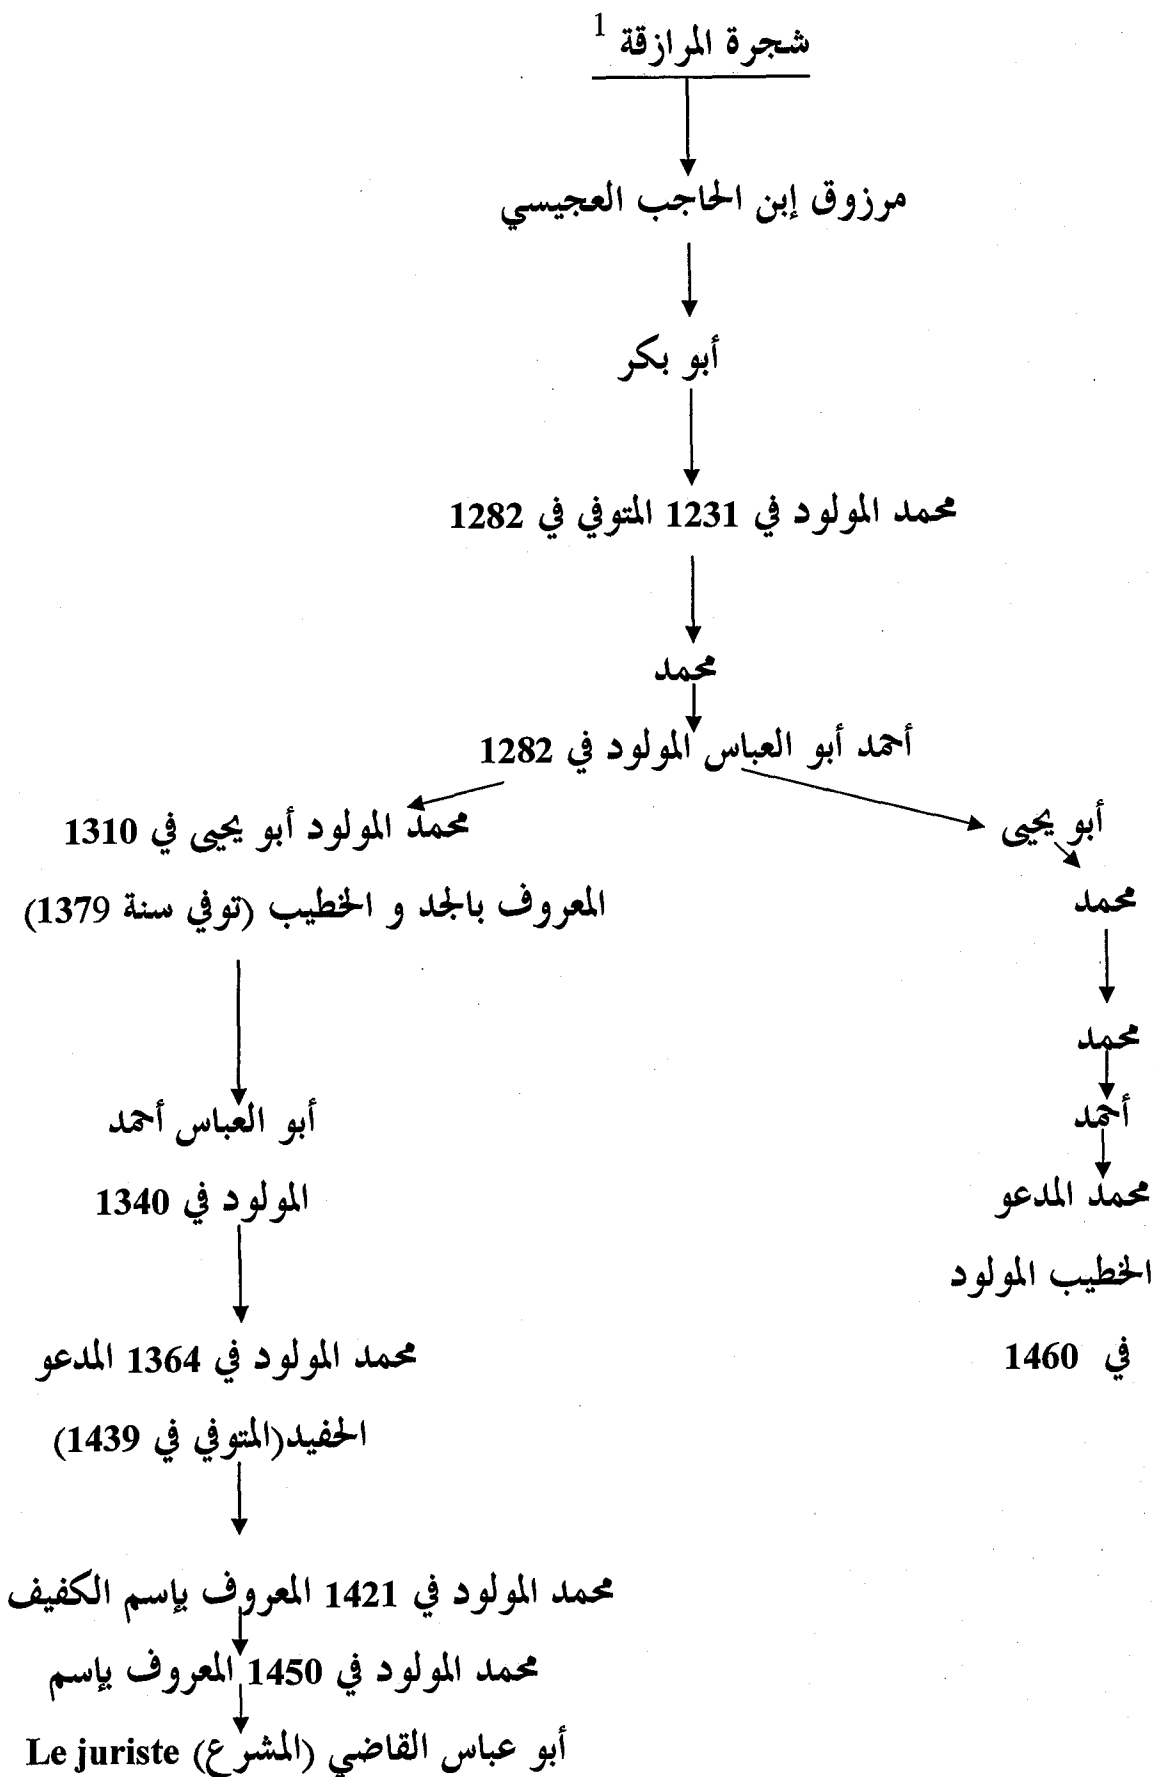 شجرة المرازقة 1
مرزوق إبن الحاجب العجيسي
أبو بكر
محمد المولود في 1231 المتوفي في 1282
محمد
أحمد أبو العباس المولود في 1282
أبو يحيى
محمد المولود أبو يحيى في 1310
محمد
المعروف بالجد و الخطيب (توفي سنة 1379)
محمد
أحمد
أبو العباس أحمد
محمد المدعو
المولود في 1340
الخطيب المولود
في 1460
محمد المولود في 1364 المدعو
الحفيد(المتوفي في 1439)
محمد المولود في 1421 المعروف بإسم الكفيف
محمد المولود في 1450 المعروف بإسم
أبو عباس القاضي (المشرع) Le juriste